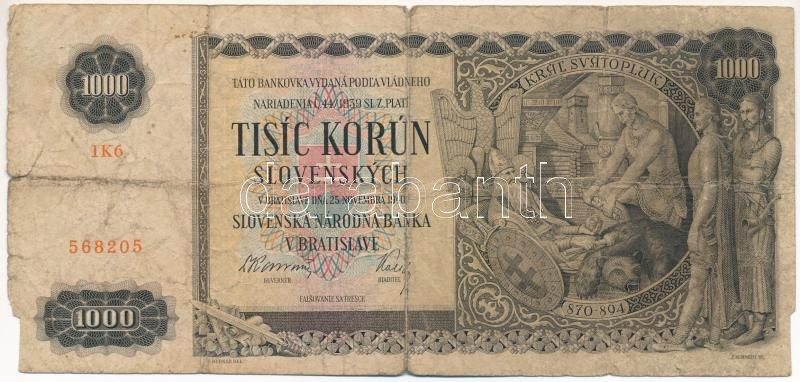 1000
1K6
568205
1000
TÁTO BANKOVKA VYDANÁ PODĽA VLÁDNEHO
NARIADENIA Č. 44/1939 SL. Z. PLATÍ
TISÍC KORÚN
SLOVENSKÝCH
V BRATISLAVE DŇA 25. NOVEMBRA 1940
SLOVENSKÁ NÁRODNÁ BANKA
V BRATISLAVE
GUVERNÉR
RIADITEĽ
FALŠOVANIE SA TRESCE
KRÁĽ SVÄTOPLUK
1000
870-894
darabanth